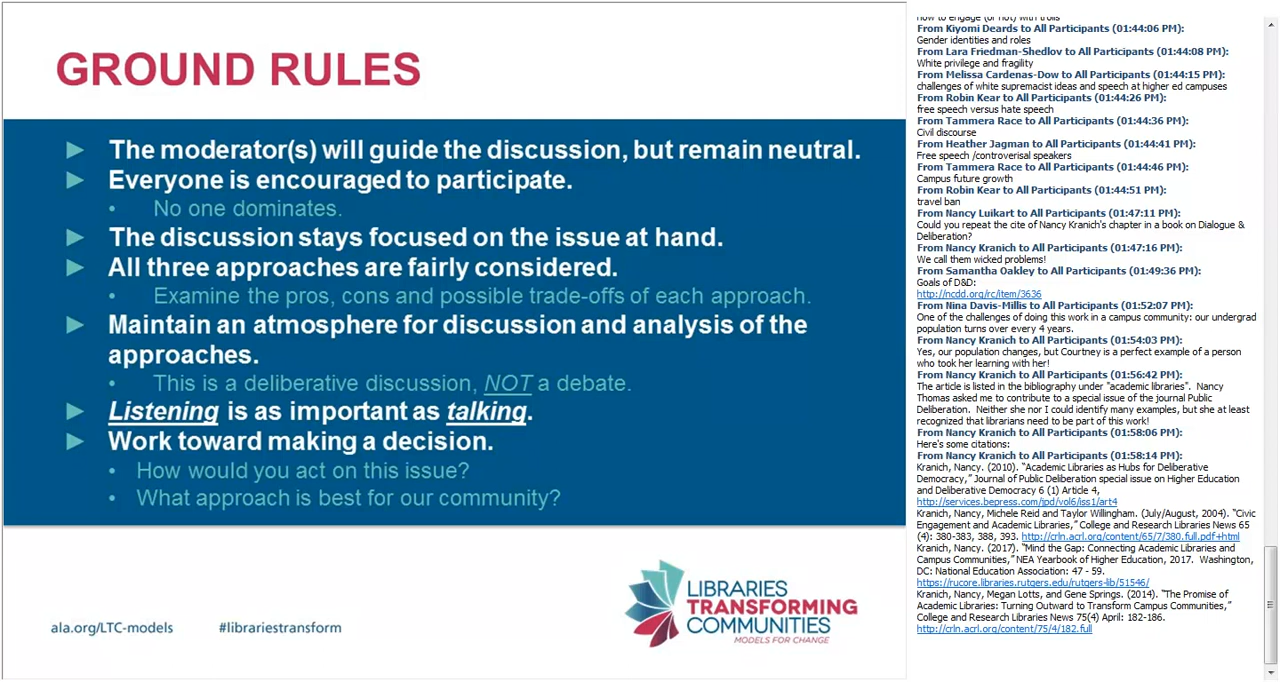 GROUND RULES
The moderator(s) will guide the discussion, but remain neutral.
Everyone is encouraged to participate.
No one dominates.
The discussion stays focused on the issue at hand.
All three approaches are fairly considered.
Examine the pros, cons and possible trade-offs of each approach.
Maintain an atmosphere for discussion and analysis of the
approaches.
This is a deliberative discussion, NOT a debate.
Listening is as important as talking.
Work toward making a decision.
How would you act on this issue?
What approach is best for our community?
ala.org/LTC-models
#librariestransform
LIBRARIES
TRANSFORMING
COMMUNITIES
MODELS FOR CHANGE
how to engage (or not) with trolls
From Kiyomi Deards to All Participants (01:44:06 PM):
Gender identities and roles
From Lara Friedman-Shedlov to All Participants (01:44:08 PM):
White privilege and fragility
From Melissa Cardenas-Dow to All Participants (01:44:15 PM):
challenges of white supremacist ideas and speech at higher ed campuses
From Robin Kear to All Participants (01:44:26 PM):
free speech versus hate speech
From Tammera Race to All Participants (01:44:36 PM):
Civil discourse
From Heather Jagman to All Participants (01:44:41 PM):
Free speech /controverisal speakers
From Tammera Race to All Participants (01:44:46 PM):
Campus future growth
From Robin Kear to All Participants (01:44:51 PM):
travel ban
From Nancy Luikart to All Participants (01:47:11 PM):
Could you repeat the cite of Nancy Kranich's chapter in a book on Dialogue &
Deliberation?
From Nancy Kranich to All Participants (01:47:16 PM):
We call them wicked problems!
From Samantha Oakley to All Participants (01:49:36 PM):
Goals of D&D:
http://ncdd.org/rc/item/3636
From Nina Davis-Millis to All Participants (01:52:07 PM):
One of the challenges of doing this work in a campus community: our undergrad
population turns over every 4 years.
From Nancy Kranich to All Participants (01:54:03 PM):
Yes, our population changes, but Courtney is a perfect example of a person
who took her learning with her!
From Nancy Kranich to All Participants (01:56:42 PM):
The article is listed in the bibliography under "academic libraries". Nancy
Thomas asked me to contribute to a special issue of the journal Public
Deliberation. Neither she nor I could identify many examples, but she at least
recognized that librarians need to be part of this work!
From Nancy Kranich to All Participants (01:58:06 PM):
Here's some citations:
From Nancy Kranich to All Participants (01:58:14 PM):
Kranich, Nancy. (2010). "Academic Libraries as Hubs for Deliberative
Democracy," Journal of Public Deliberation special issue on Higher Education
and Deliberative Democracy 6 (1) Article 4,
http://services.bepress.com/jpd/vol6/iss1/art4
Kranich, Nancy, Michele Reid and Taylor Willingham. (July/August, 2004). "Civic
Engagement and Academic Libraries," College and Research Libraries News 65
(4): 380-383, 388, 393. http://crln.acrl.org/content/65/7/380.full.pdf+html
Kranich, Nancy. (2017). "Mind the Gap: Connecting Academic Libraries and
Campus Communities," NEA Yearbook of Higher Education, 2017. Washington,
DC: National Education Association: 47 - 59.
https://rucore.libraries.rutgers.edu/rutgers-lib/51546/
Kranich, Nancy, Megan Lotts, and Gene Springs. (2014). "The Promise of
Academic Libraries: Turning Outward to Transform Campus Communities,"
College and Research Libraries News 75(4) April: 182-186.
http://crln.acrl.org/content/75/4/182.full